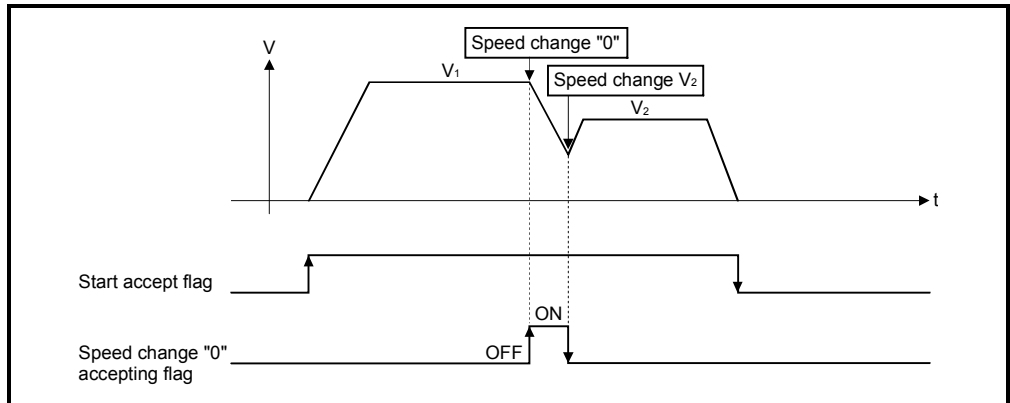 Speed change "0"
V
V1
Speed change V2
V2
t
Start accept flag
ON
OFF
Speed change "0"
accepting flag